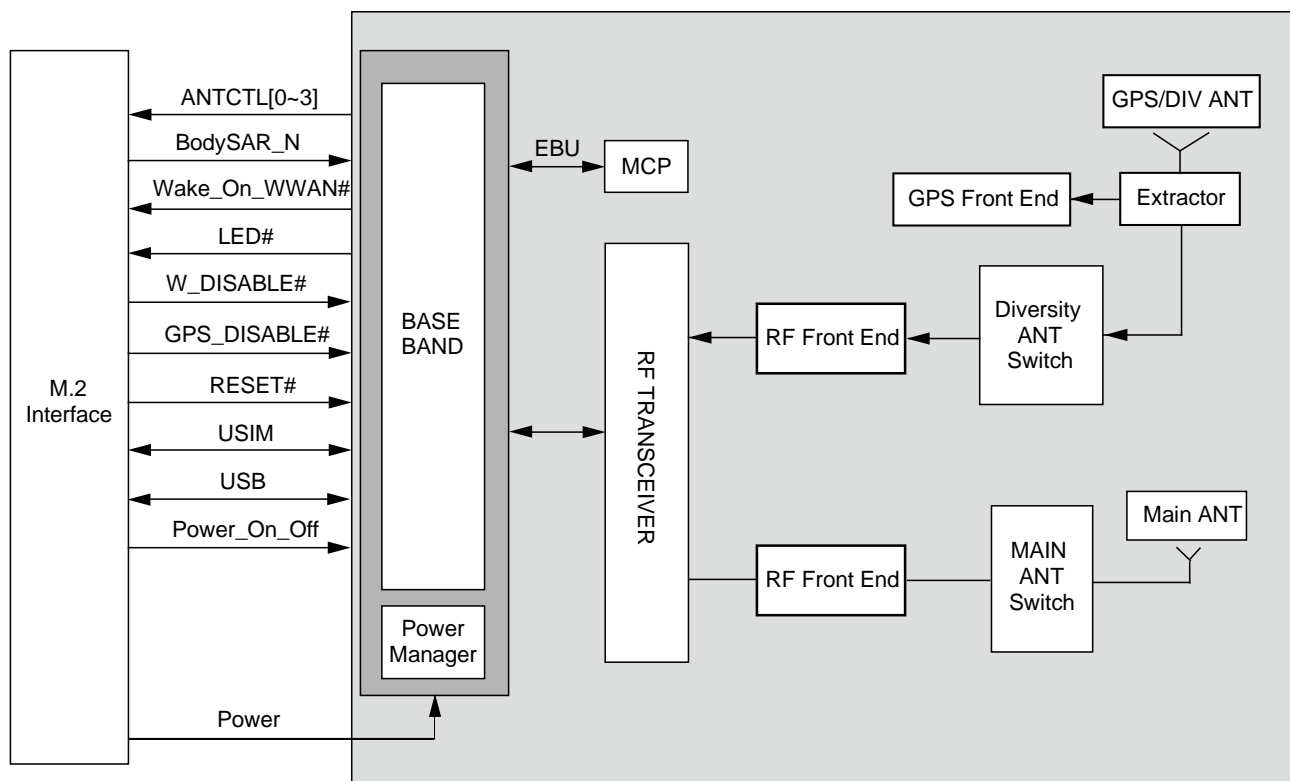 M.2
Interface
ANTCTL[0~3]
BodySAR_N
Wake_On_WWAN#
LED#
W_DISABLE#
GPS_DISABLE#
RESET#
USIM
USB
Power_On_Off
Power
BASE
BAND
Power
Manager
EBU
MCP
RF TRANSCEIVER
GPS/DIV ANT
GPS Front End
Extractor
RF Front End
Diversity
ANT
Switch
RF Front End
MAIN
ANT
Switch
Main ANT